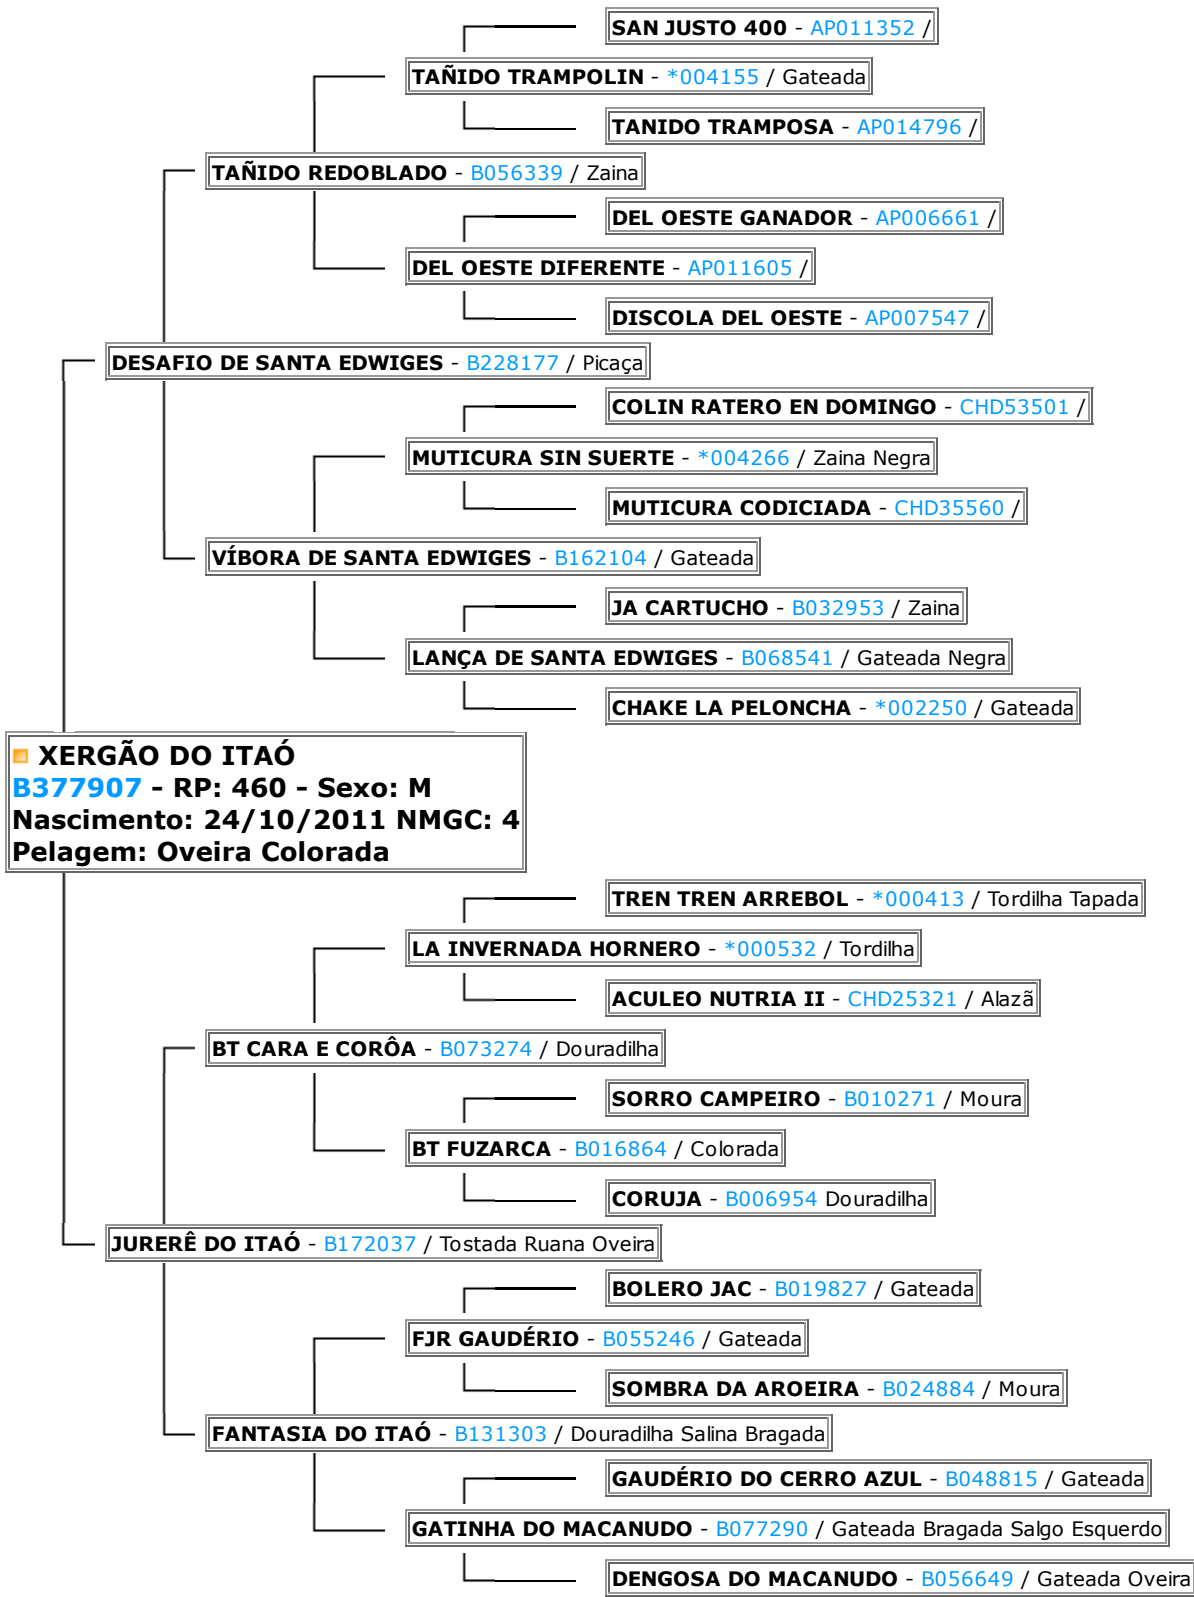 SAN JUSTO 400 - AP011352 /
TAÑIDO TRAMPOLIN - *004155 / Gateada
TANIDO TRAMPOSA - AP014796 /
TAÑIDO REDOBLADO - B056339 / Zaina
DEL OESTE GANADOR - AP006661 /
DEL OESTE DIFERENTE - AP011605 /
DISCOLA DEL OESTE - AP007547 /
DESAFIO DE SANTA EDWIGES - B228177 / Picaça
COLIN RATERO EN DOMINGO - CHD53501 /
MUTICURA SIN SUERTE - *004266 / Zaina Negra
MUTICURA CODICIADA - CHD35560 /
VÍBORA DE SANTA EDWIGES - B162104 / Gateada
JA CARTUCHO - B032953 / Zaina
LANÇA DE SANTA EDWIGES - B068541 / Gateada Negra
CHAKE LA PELONCHA - *002250 / Gateada
XERGÃO DO ITAÓ
B377907 - RP: 460 - Sexo: M
Nascimento: 24/10/2011 NMGC: 4
Pelagem: Oveira Colorada
TREN TREN ARREBOL - *000413 / Tordilha Tapada
LA INVERNADA HORNERO - *000532 / Tordilha
ACULEO NUTRIA II - CHD25321 / Alazã
BT CARA E CORÔA - B073274 / Douradilha
SORRO CAMPEIRO - B010271 / Moura
BT FUZARCA - B016864 / Colorada
CORUJA - B006954 Douradilha
JURERÊ DO ITAÓ - B172037 / Tostada Ruana Oveira
BOLERO JAC - B019827 / Gateada
FJR GAUDÉRIO - B055246 / Gateada
SOMBRA DA AROEIRA - B024884 / Moura
FANTASIA DO ITAÓ - B131303 / Douradilha Salina Bragada
GAUDÉRIO DO CERRO AZUL - B048815 / Gateada
GATINHA DO MACANUDO - B077290 / Gateada Bragada Salgo Esquerdo
DENGOSA DO MACANUDO - B056649 / Gateada Oveira